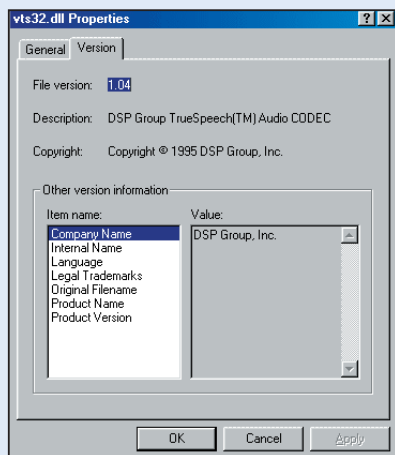 vts32.dll Properties
General Version
File version: 1.04
Description: DSP Group TrueSpeech(TM) Audio CODEC
Copyright: Copyright © 1995 DSP Group, Inc.
Other version information
Item name: Value:
Company Name DSP Group, Inc.
Internal Name
Language
Legal Trademarks
Original Filename
Product Name
Product Version
OK Cancel Apply